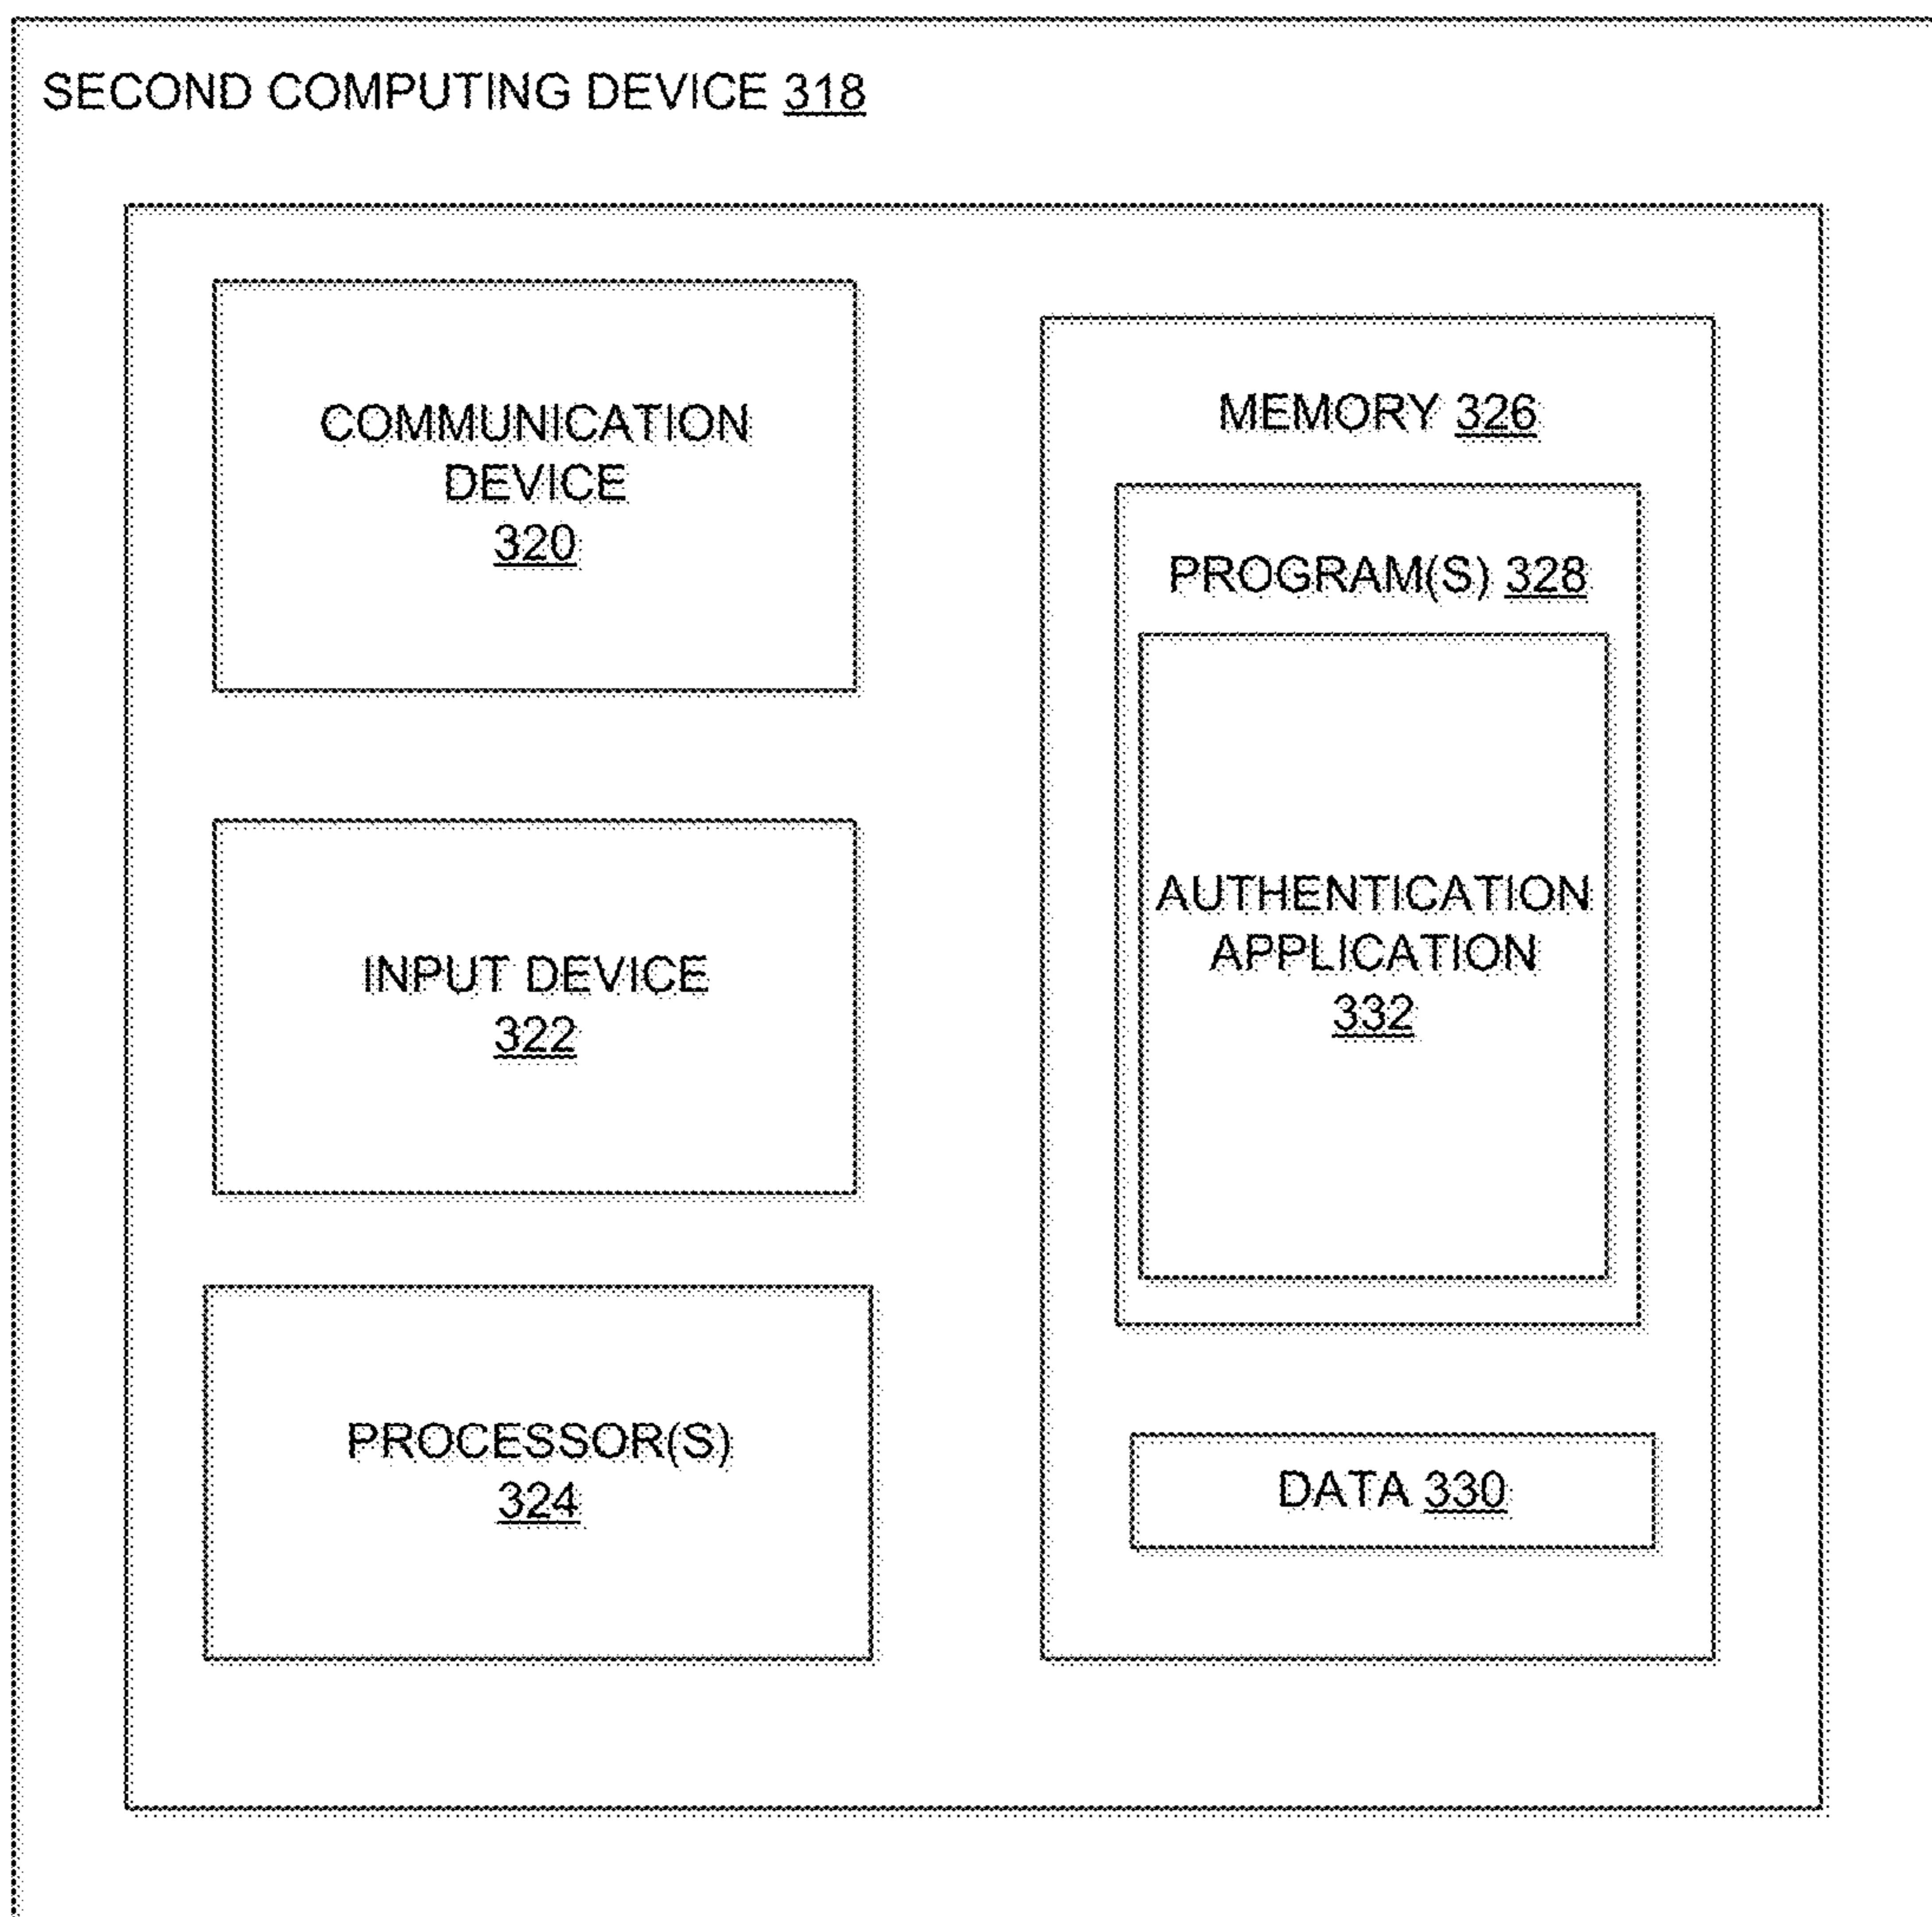 SECOND COMPUTING DEVICE 318
COMMUNICATION
DEVICE
320
INPUT DEVICE
322
PROCESSOR(S)
324
MEMORY 326
PROGRAM(S) 328
AUTHENTICATION
APPLICATION
332
DATA 330